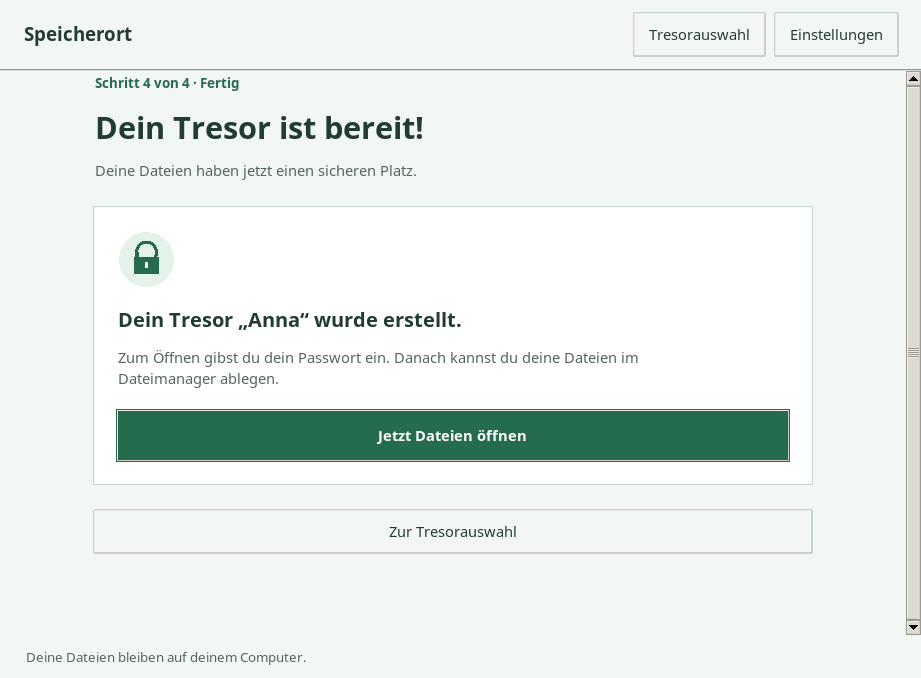 Speicherort
Tresorauswahl
Einstellungen
Schritt 4 von 4 · Fertig
Dein Tresor ist bereit!
Deine Dateien haben jetzt einen sicheren Platz.
Dein Tresor „Anna“ wurde erstellt.
Zum Öffnen gibst du dein Passwort ein. Danach kannst du deine Dateien im
Dateimanager ablegen.
Jetzt Dateien öffnen
Zur Tresorauswahl
Deine Dateien bleiben auf deinem Computer.